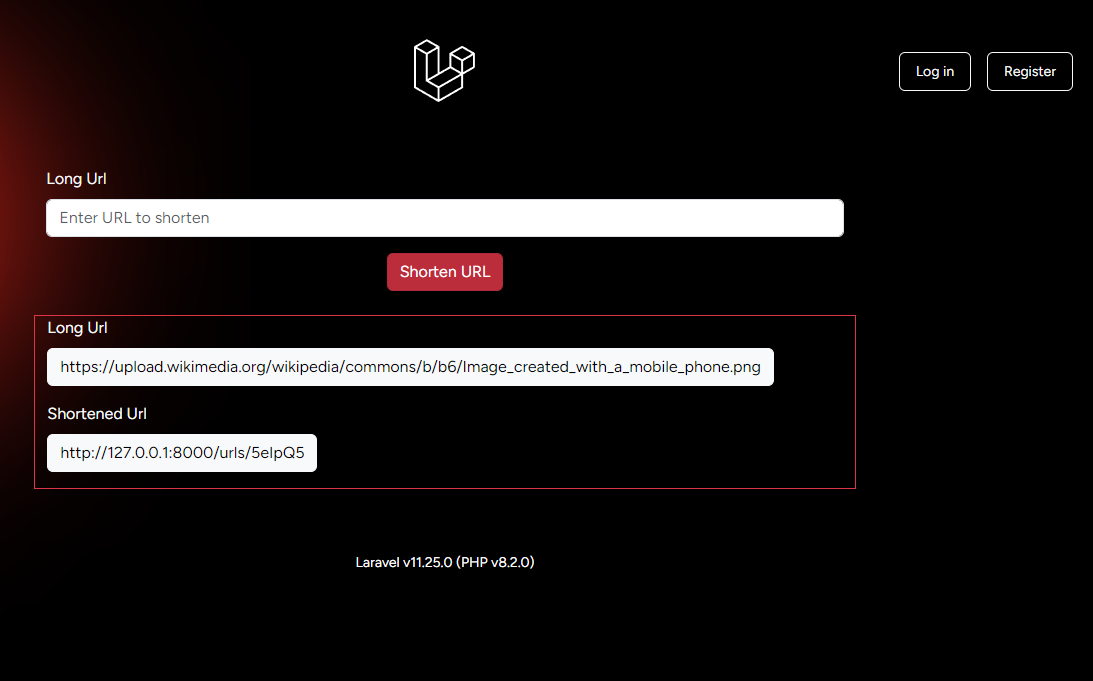 Log in
Register
Long Url
Enter URL to shorten
Shorten URL
Long Url
https://upload.wikimedia.org/wikipedia/commons/b/b6/Image_created_with_a_mobile_phone.png
Shortened Url
http://127.0.0.1:8000/urls/5elpQ5
Laravel v11.25.0 (PHP v8.2.0)